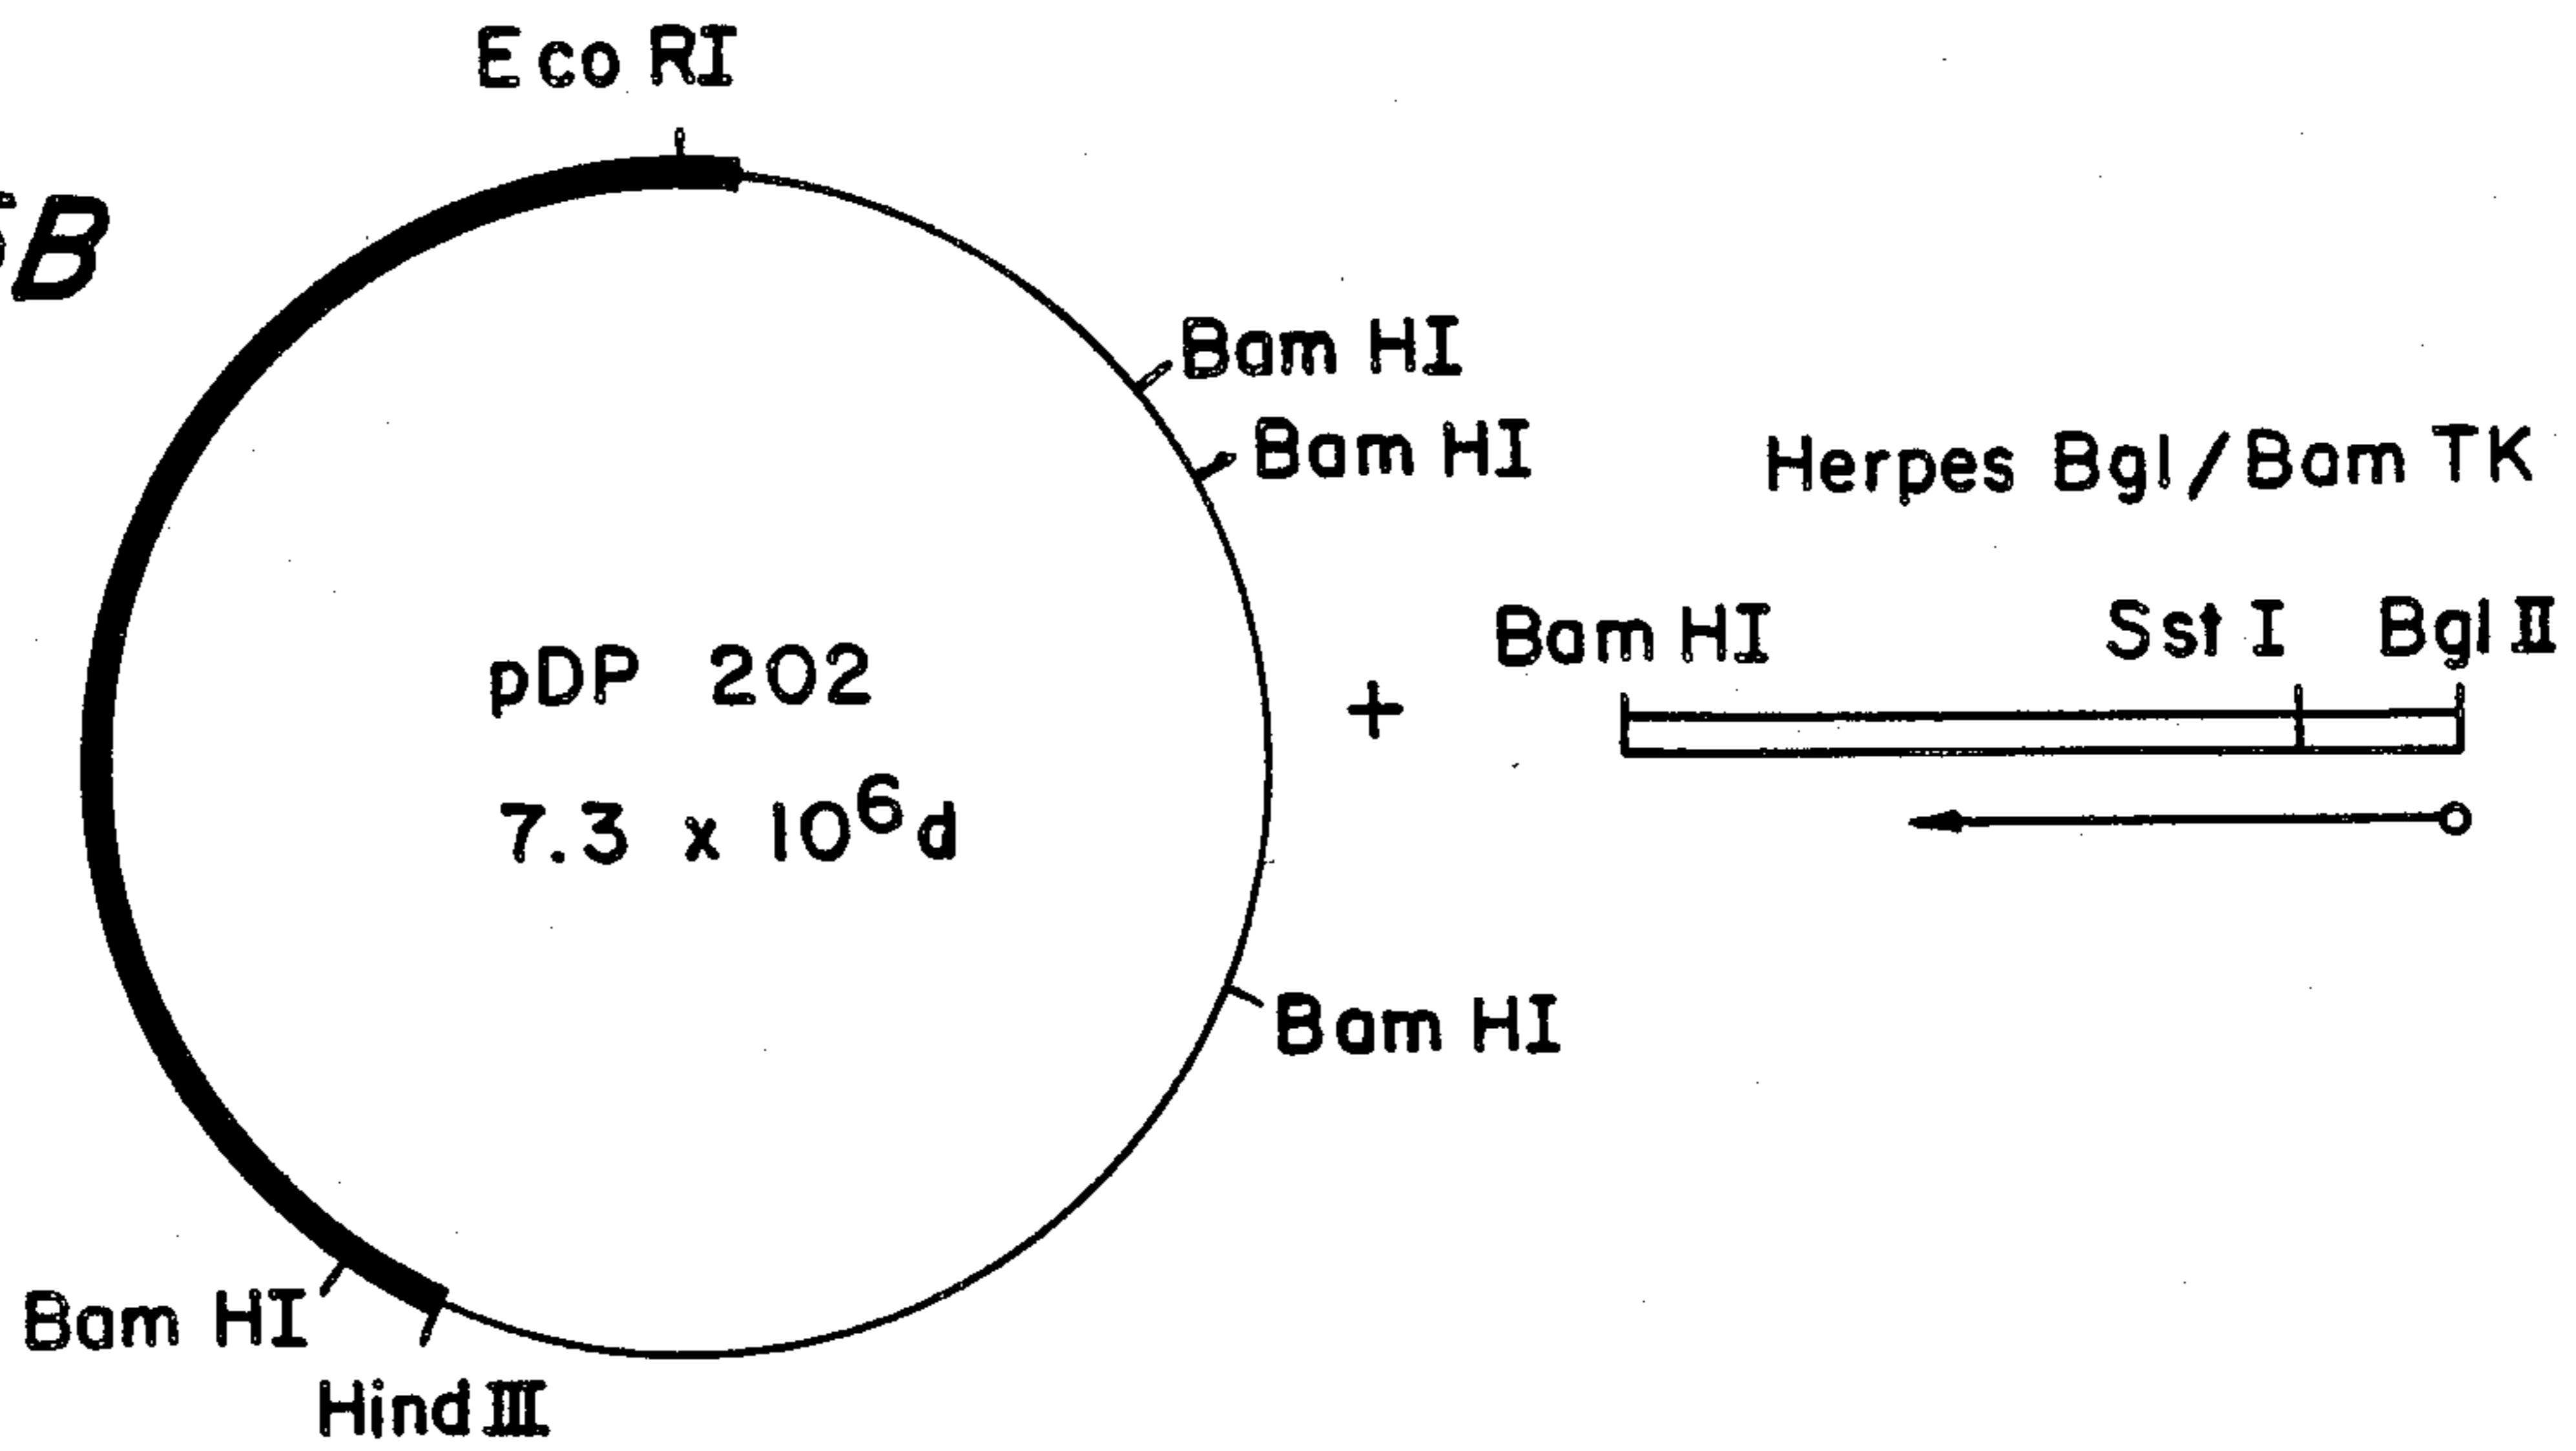 Eco RI
5B
Bam HI
Bam HI
Herpes Bgl/Bam TK
Bam HI
Sst I
Bgl II
pDP 202
+
7.3 x 10⁶d
Bam HI
Bam HI
Hind III